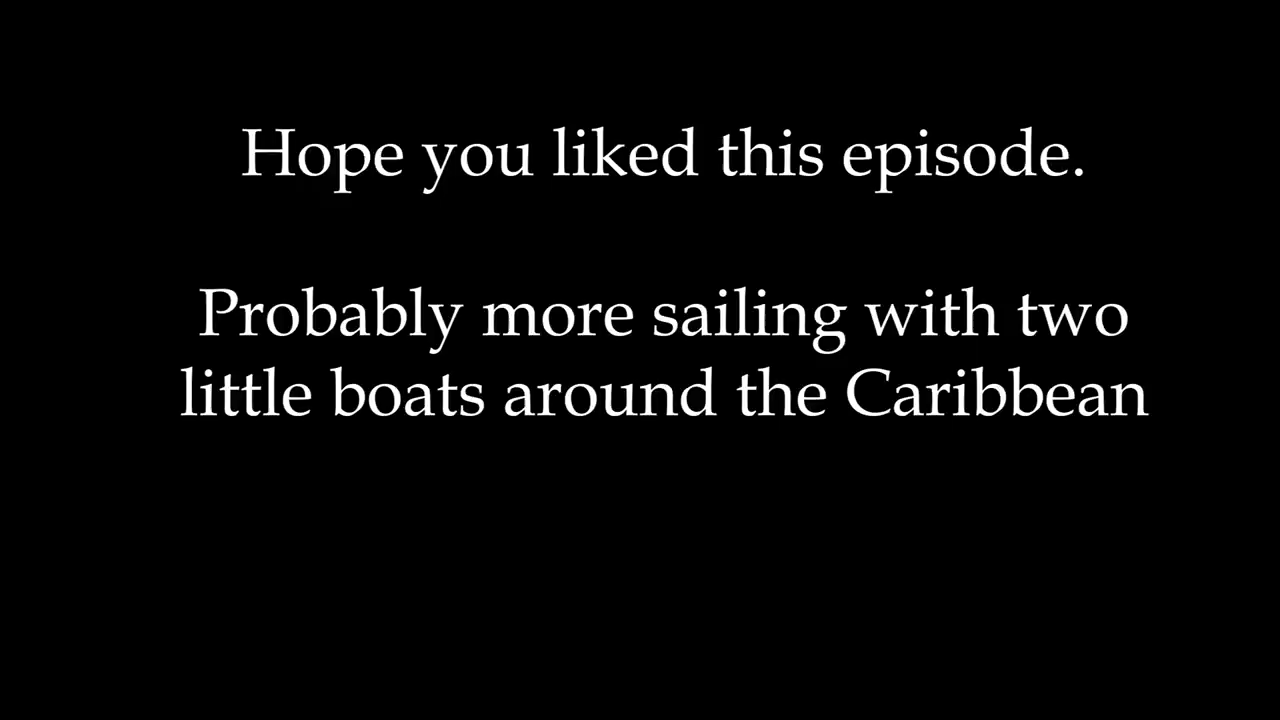 Hope you liked this episode.
Probably more sailing with two
little boats around the Caribbean